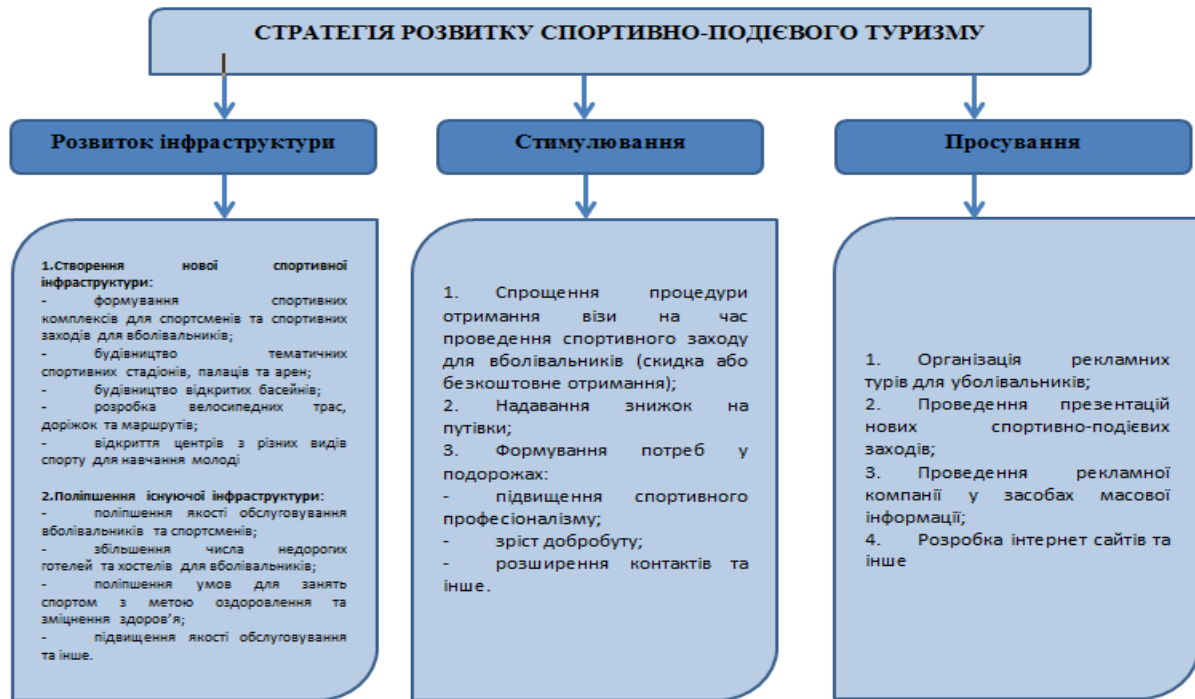 СТРАТЕГІЯ РОЗВИТКУ СПОРТИВНО-ПОДІЄВОГО ТУРИЗМУ
Розвиток інфраструктури
1.Створення нової спортивної
інфраструктури:
- формування спортивних
комплексів для спортсменів та спортивних
заходів для вболівальників;
- будівництво тематичних
спортивних стадіонів, палаців та арен;
- будівництво відкритих басейнів;
- розробка велосипедних трас,
доріжок та маршрутів;
- відкриття центрів з різних видів
спорту для навчання молоді
2.Поліпшення існуючої інфраструктури:
- поліпшення якості обслуговування
вболівальників та спортсменів;
- збільшення числа недорогих
готелей та хостелів для вболівальників;
- поліпшення умов для занять
спортом з метою оздоровлення та
зміцнення здоров’я;
- підвищення якості обслуговування
та інше.
Стимулювання
1. Спрощення процедури
отримання візи на час
проведення спортивного заходу
для вболівальників (скидка або
безкоштовне отримання);
2. Надавання знижок на
путівки;
3. Формування потреб у
подорожах:
- підвищення спортивного
професіоналізму;
- зріст добробуту;
- розширення контактів та
інше.
Просування
1. Організація рекламних
турів для уболівальників;
2. Проведення презентацій
нових спортивно-подієвих
заходів;
3. Проведення рекламної
компанії у засобах масової
інформації;
4. Розробка інтернет сайтів та
інше